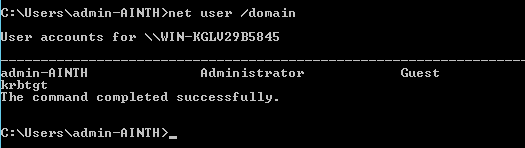 C:\Users\admin-AINTH>net user /domain
User accounts for \\WIN-KGLV29B5845
-------------------------------------------------------------------------------
admin-AINTH              Administrator            Guest
krbtgt
The command completed successfully.
C:\Users\admin-AINTH>_